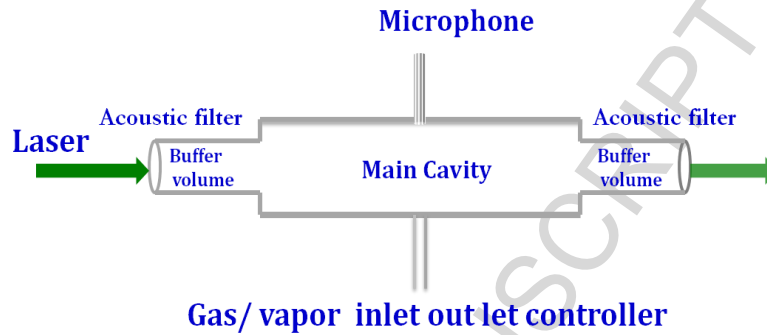 Microphone
Acoustic filter
Acoustic filter
Laser
Buffer
volume
Main Cavity
Buffer
volume
Gas/ vapor inlet out let controller